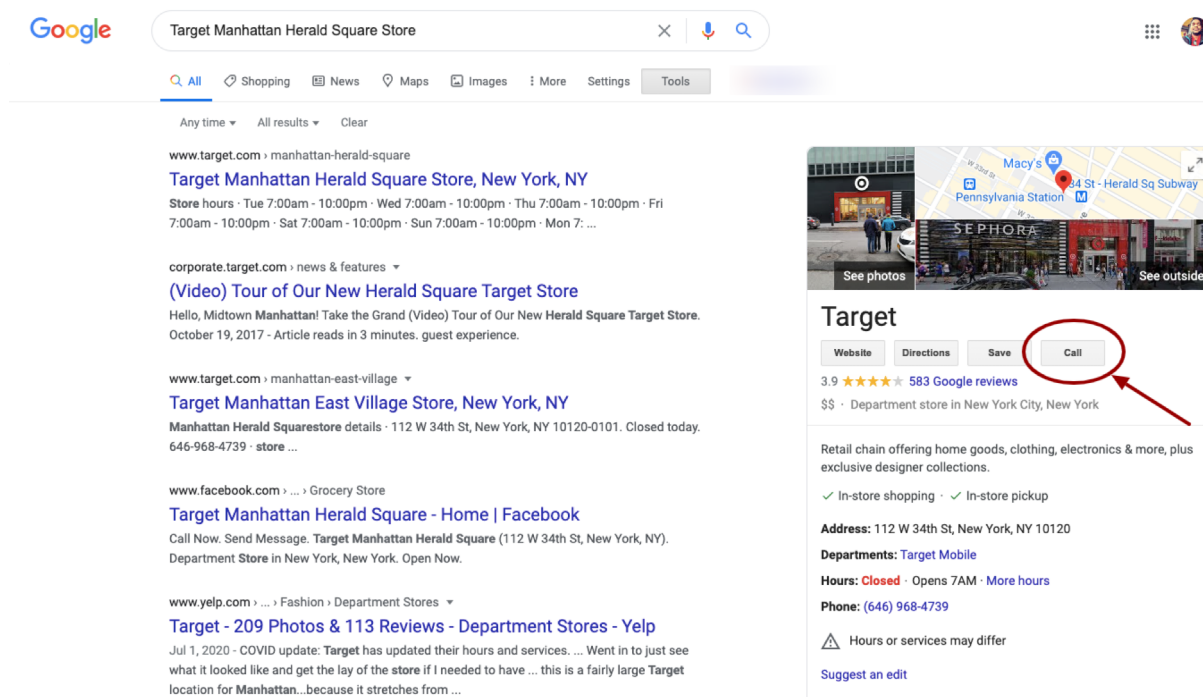 Google
Target Manhattan Herald Square Store
All Shopping News Maps Images More Settings Tools
Any time All results Clear
www.target.com › manhattan-herald-square
Target Manhattan Herald Square Store, New York, NY
Store hours · Tue 7:00am - 10:00pm · Wed 7:00am - 10:00pm · Thu 7:00am - 10:00pm · Fri
7:00am - 10:00pm · Sat 7:00am - 10:00pm · Sun 7:00am - 10:00pm · Mon 7: ...
corporate.target.com › news & features
(Video) Tour of Our New Herald Square Target Store
Hello, Midtown Manhattan! Take the Grand (Video) Tour of Our New Herald Square Target Store.
October 19, 2017 - Article reads in 3 minutes. guest experience.
www.target.com › manhattan-east-village
Target Manhattan East Village Store, New York, NY
Manhattan Herald Squarestore details · 112 W 34th St, New York, NY 10120-0101. Closed today.
646-968-4739 · store ...
www.facebook.com › ... › Grocery Store
Target Manhattan Herald Square - Home | Facebook
Call Now. Send Message. Target Manhattan Herald Square (112 W 34th St, New York, NY).
Department Store in New York, New York. Open Now.
www.yelp.com › ... › Fashion › Department Stores
Target - 209 Photos & 113 Reviews - Department Stores - Yelp
Jul 1, 2020 - COVID update: Target has updated their hours and services. ... Went in to just see
what it looked like and get the lay of the store if I needed to have ... this is a fairly large Target
location for Manhattan...because it stretches from ...
W 33rd St
Macy's
34 St - Herald Sq Subway
Pennsylvania Station M
SEPHORA
See photos
See outside
Target
Website Directions Save Call
3.9 583 Google reviews
$$ · Department store in New York City, New York
Retail chain offering home goods, clothing, electronics & more, plus
exclusive designer collections.
In-store shopping · In-store pickup
Address: 112 W 34th St, New York, NY 10120
Departments: Target Mobile
Hours: Closed · Opens 7AM · More hours
Phone: (646) 968-4739
Hours or services may differ
Suggest an edit